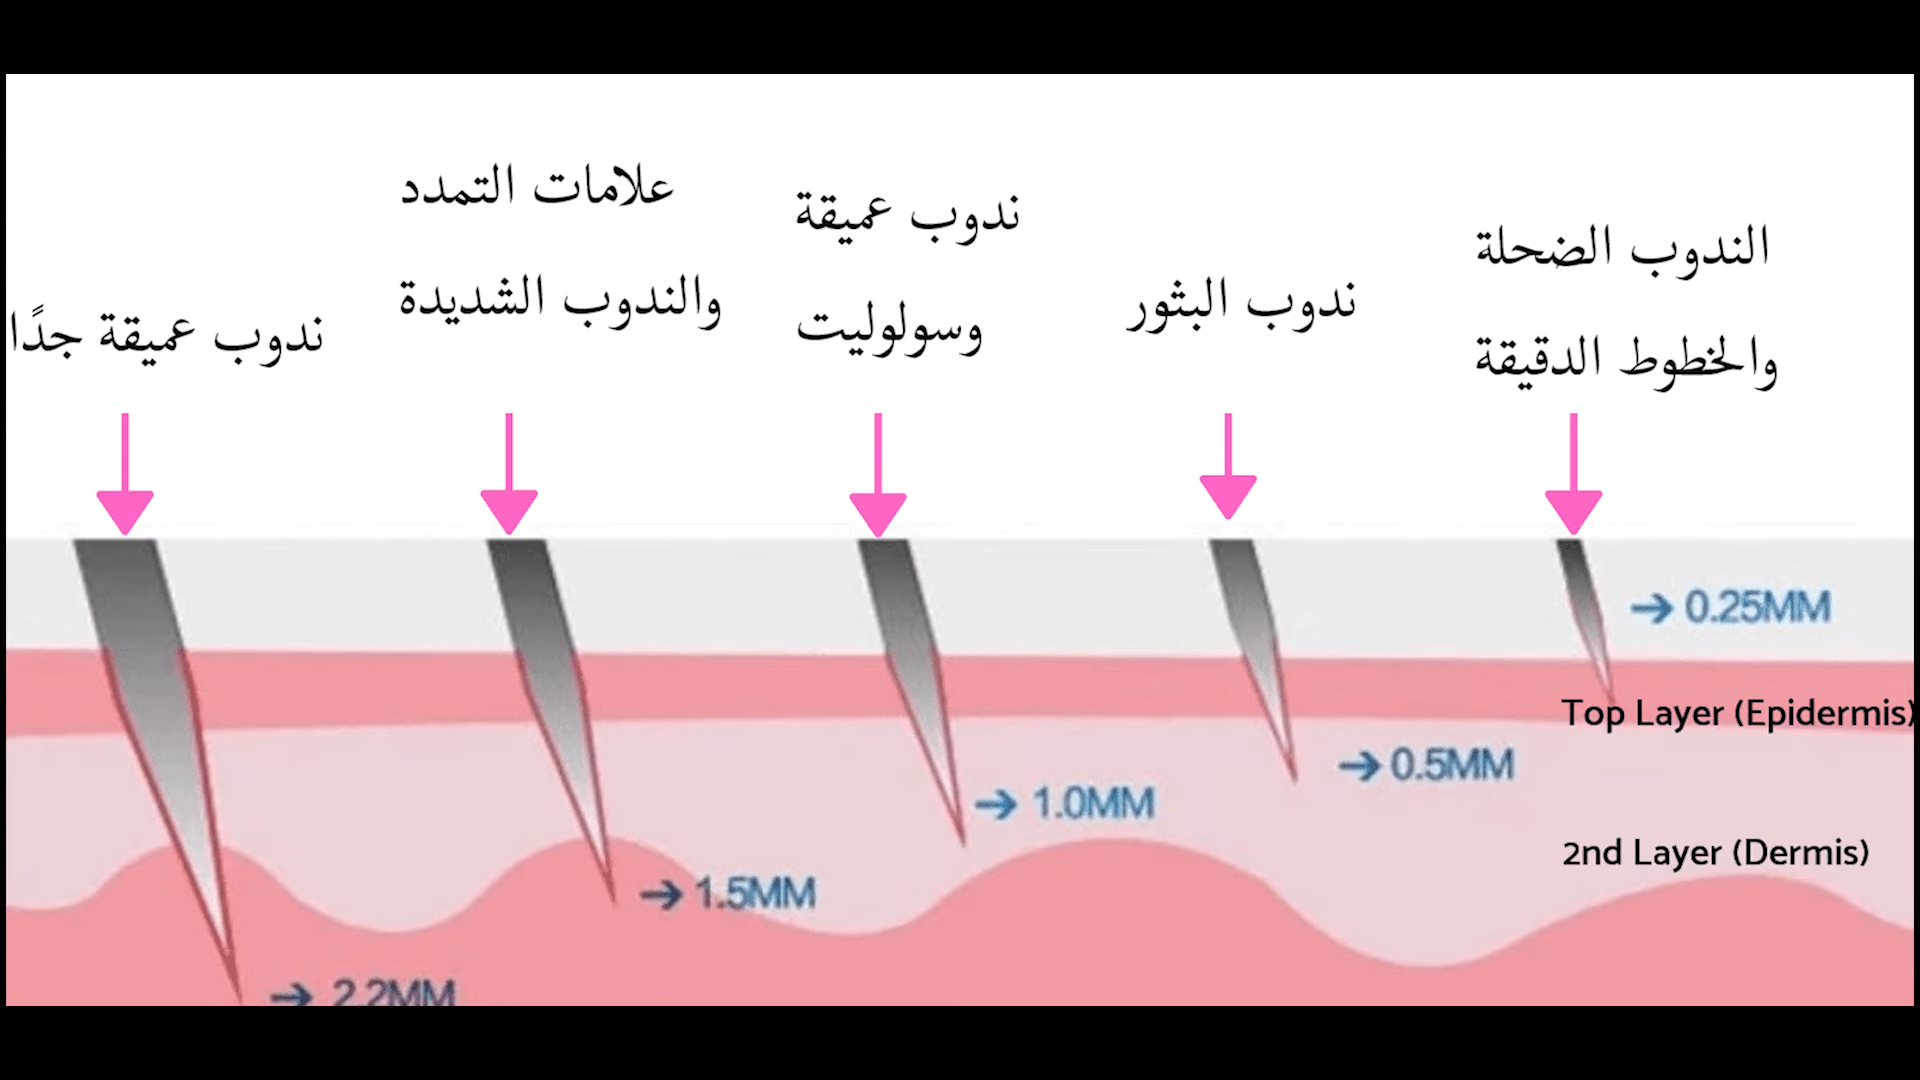 الندوب الضحلة
والخطوط الدقيقة
ندوب البثور
ندوب عميقة
وسولوليت
علامات التمدد
والندوب الشديدة
ندوب عميقة جدًا
→ 0.25MM
Top Layer (Epidermis)
→ 0.5MM
→ 1.0MM
2nd Layer (Dermis)
→ 1.5MM
→ 2.2MM